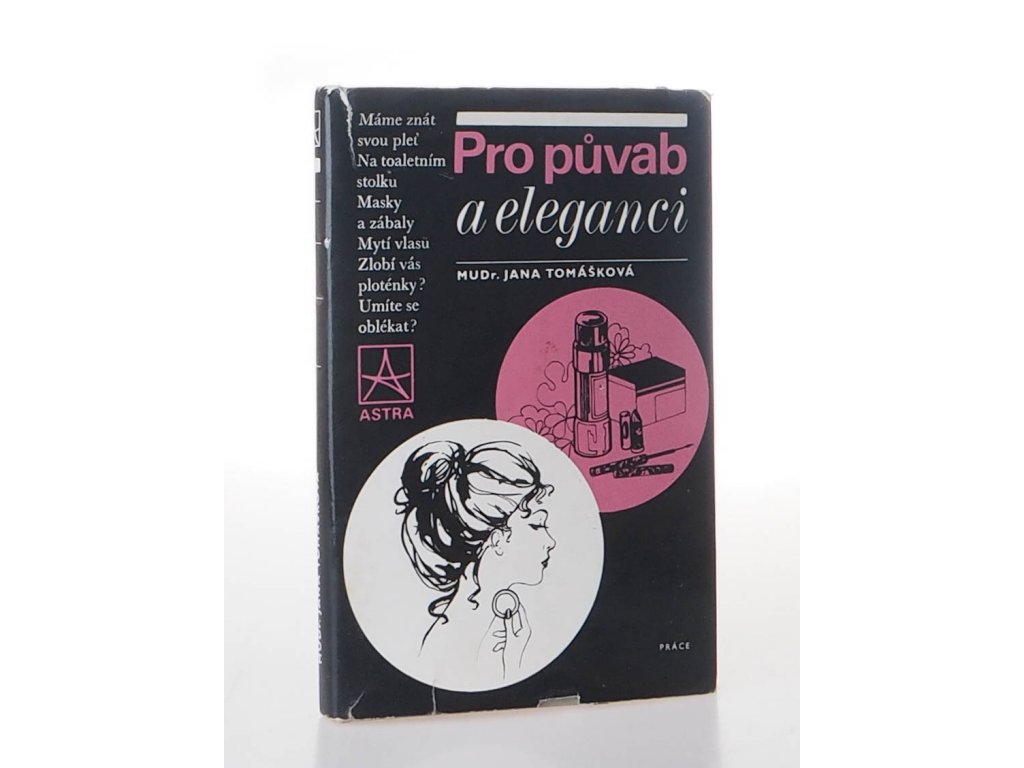 Máme znát
svou pleť
Na toaletním
stolku
Masky
a zábaly
Mytí vlasů
Zlobí vás
ploténky?
Umíte se
oblékat?
ASTRA
Pro půvab
a eleganci
MUDr. JANA TOMÁŠKOVÁ
PRÁCE